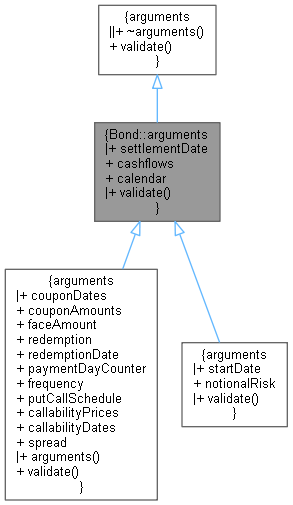 {arguments
||+ ~arguments()
+ validate()
}
{Bond::arguments
|+ settlementDate
+ cashflows
+ calendar
|+ validate()
}
{arguments
|+ couponDates
+ couponAmounts
+ faceAmount
+ redemption
+ redemptionDate
+ paymentDayCounter
+ frequency
+ putCallSchedule
+ callabilityPrices
+ callabilityDates
+ spread
|+ arguments()
+ validate()
}
{arguments
|+ startDate
+ notionalRisk
|+ validate()
}